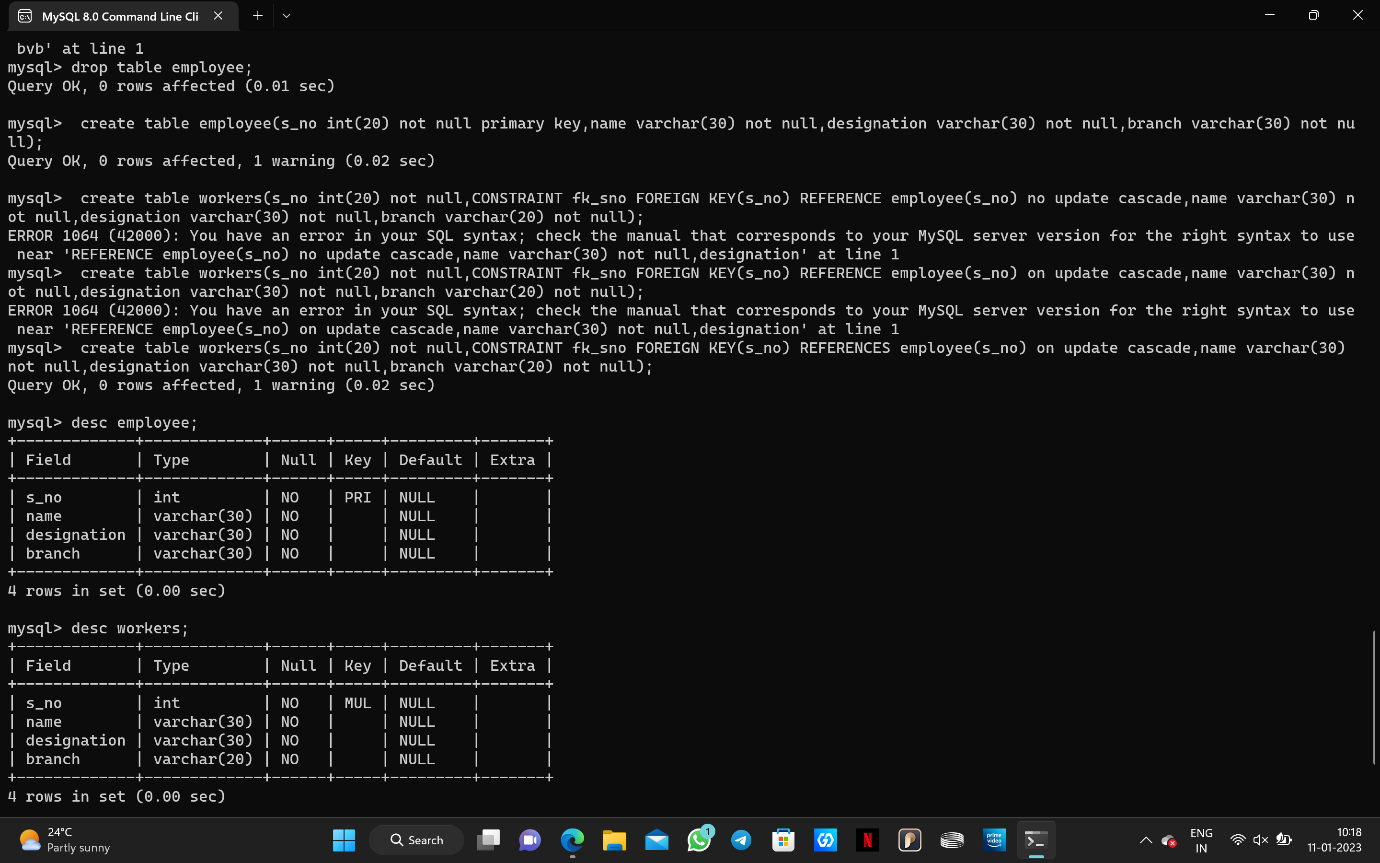 MySQL 8.0 Command Line Cli
bvb' at line 1
mysql> drop table employee;
Query OK, 0 rows affected (0.01 sec)
mysql>  create table employee(s_no int(20) not null primary key,name varchar(30) not null,designation varchar(30) not null,branch varchar(30) not nu
ll);
Query OK, 0 rows affected, 1 warning (0.02 sec)
mysql>  create table workers(s_no int(20) not null,CONSTRAINT fk_sno FOREIGN KEY(s_no) REFERENCE employee(s_no) no update cascade,name varchar(30) n
ot null,designation varchar(30) not null,branch varchar(20) not null);
ERROR 1064 (42000): You have an error in your SQL syntax; check the manual that corresponds to your MySQL server version for the right syntax to use
near 'REFERENCE employee(s_no) no update cascade,name varchar(30) not null,designation' at line 1
mysql>  create table workers(s_no int(20) not null,CONSTRAINT fk_sno FOREIGN KEY(s_no) REFERENCE employee(s_no) on update cascade,name varchar(30) n
ot null,designation varchar(30) not null,branch varchar(20) not null);
ERROR 1064 (42000): You have an error in your SQL syntax; check the manual that corresponds to your MySQL server version for the right syntax to use
near 'REFERENCE employee(s_no) on update cascade,name varchar(30) not null,designation' at line 1
mysql>  create table workers(s_no int(20) not null,CONSTRAINT fk_sno FOREIGN KEY(s_no) REFERENCES employee(s_no) on update cascade,name varchar(30)
not null,designation varchar(30) not null,branch varchar(20) not null);
Query OK, 0 rows affected, 1 warning (0.02 sec)
mysql> desc employee;
+-------------+-------------+------+-----+---------+-------+
| Field       | Type        | Null | Key | Default | Extra |
+-------------+-------------+------+-----+---------+-------+
| s_no        | int         | NO   | PRI | NULL    |       |
| name        | varchar(30) | NO   |     | NULL    |       |
| designation | varchar(30) | NO   |     | NULL    |       |
| branch      | varchar(30) | NO   |     | NULL    |       |
+-------------+-------------+------+-----+---------+-------+
4 rows in set (0.00 sec)
mysql> desc workers;
+-------------+-------------+------+-----+---------+-------+
| Field       | Type        | Null | Key | Default | Extra |
+-------------+-------------+------+-----+---------+-------+
| s_no        | int         | NO   | MUL | NULL    |       |
| name        | varchar(30) | NO   |     | NULL    |       |
| designation | varchar(30) | NO   |     | NULL    |       |
| branch      | varchar(20) | NO   |     | NULL    |       |
+-------------+-------------+------+-----+---------+-------+
4 rows in set (0.00 sec)
24°C
Partly sunny
Search
1
N
prime video
ENG
IN
10:18
11-01-2023